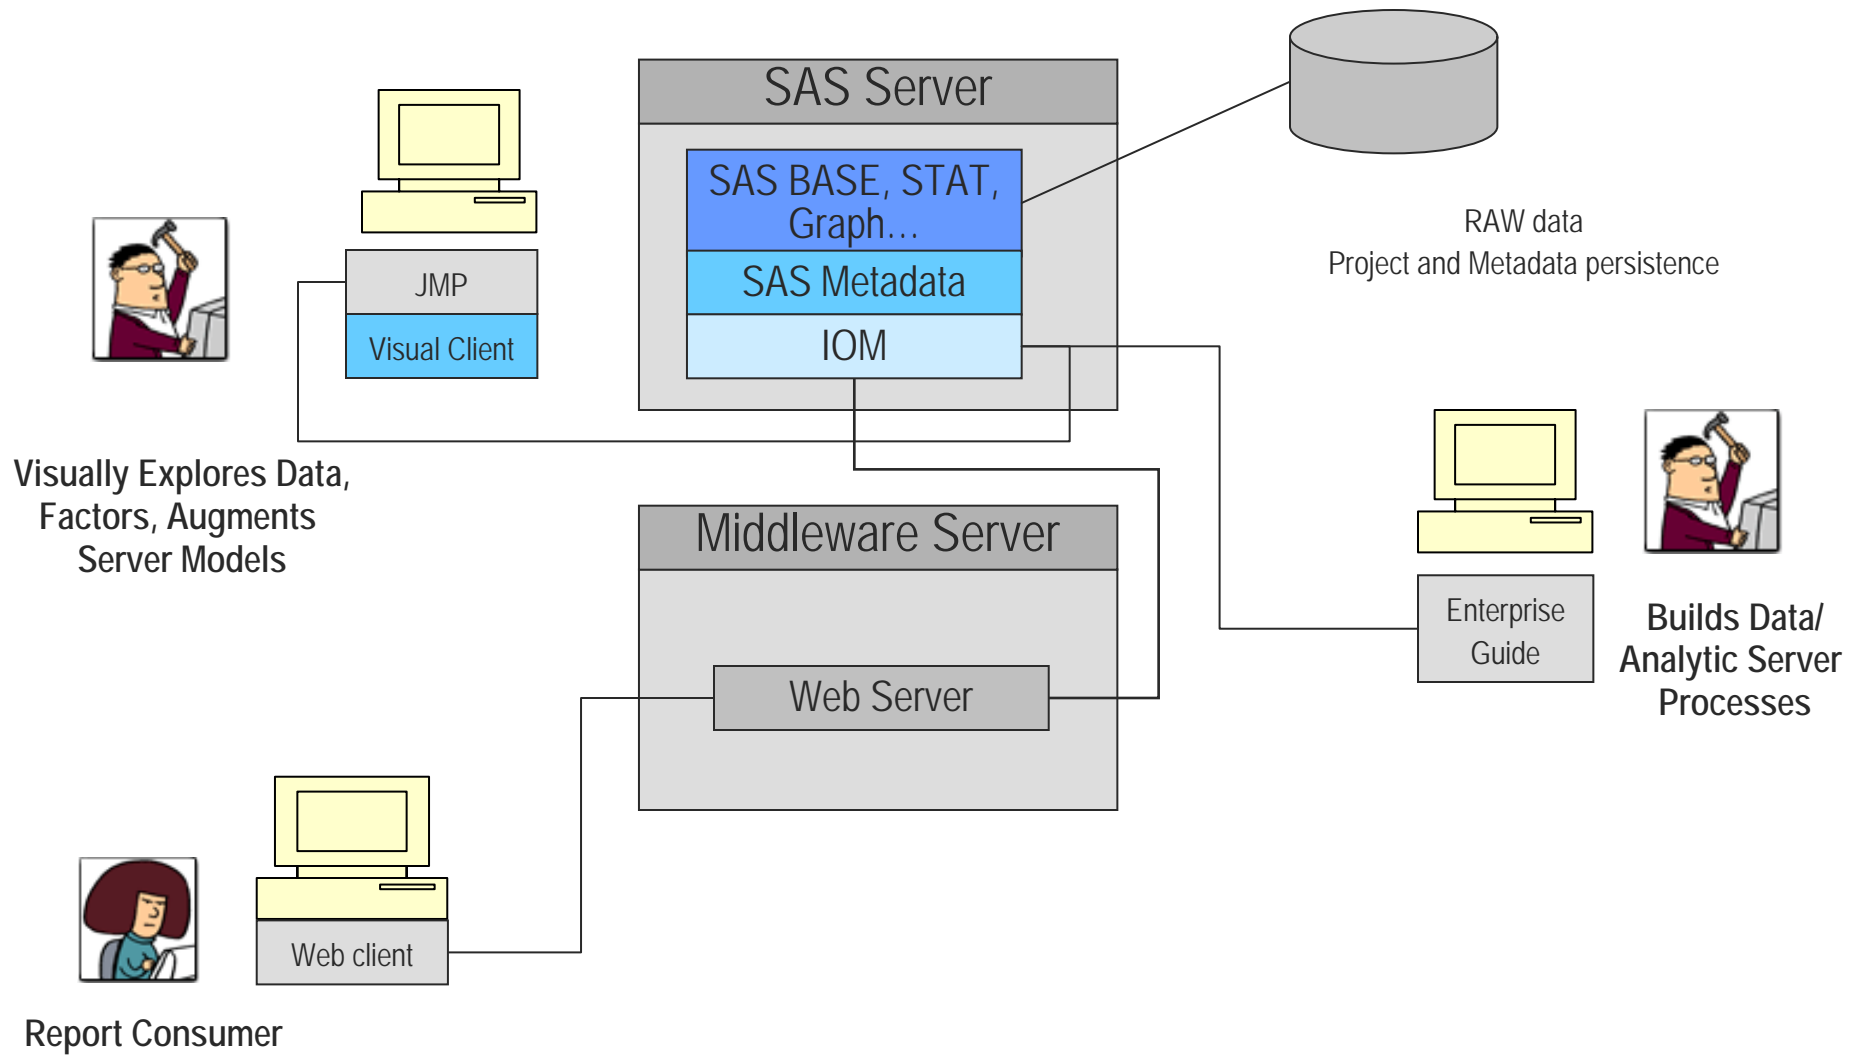 SAS Server
SAS BASE, STAT,
Graph...
SAS Metadata
IOM
RAW data
Project and Metadata persistence
JMP
Visual Client
Visually Explores Data,
Factors, Augments
Server Models
Middleware Server
Web Server
Enterprise
Guide
Builds Data/
Analytic Server
Processes
Web client
Report Consumer